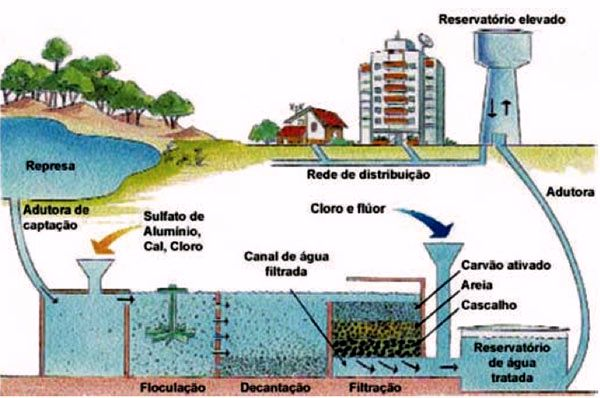 Reservatório elevado
Represa
Rede de distribuição
Adutora
Adutora de
captação
Sulfato de
Alumínio,
Cal, Cloro
Cloro e flúor
Canal de água
filtrada
Carvão ativado
Areia
Cascalho
Reservatório
de água
tratada
Floculação
Decantação
Filtração